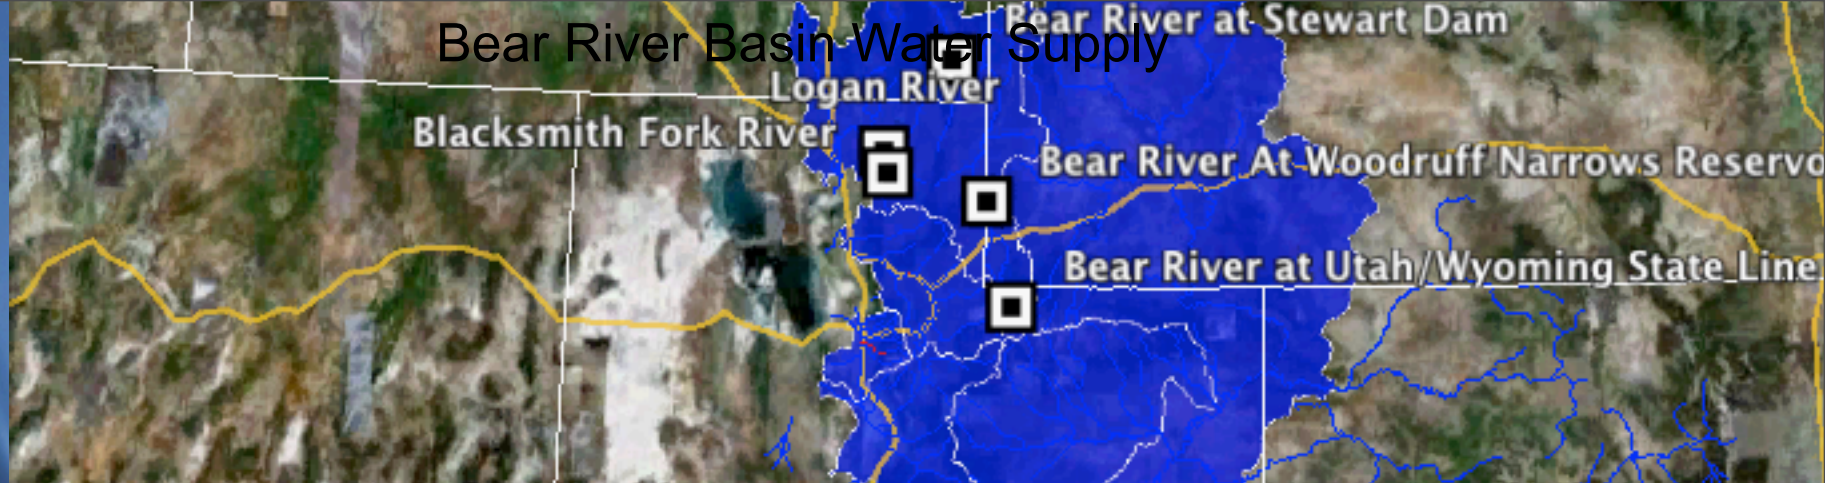 Bear River at Stewart Dam
Bear River Basin Water Supply
Logan River
Blacksmith Fork River
Bear River At Woodruff Narrows Reservo
Bear River at Utah/Wyoming State Line